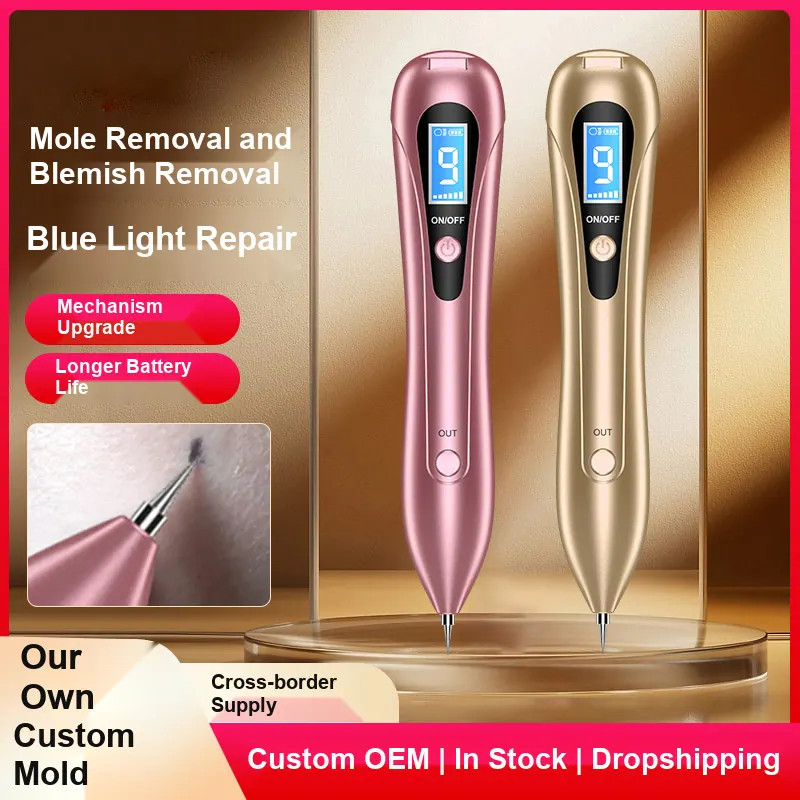 Mole Removal and
Blemish Removal
Blue Light Repair
Mechanism
Upgrade
Longer Battery
Life
9
ON/OFF
OUT
9
ON/OFF
OUT
Our
Own
Custom
Mold
Cross-border
Supply
Custom OEM | In Stock | Dropshipping